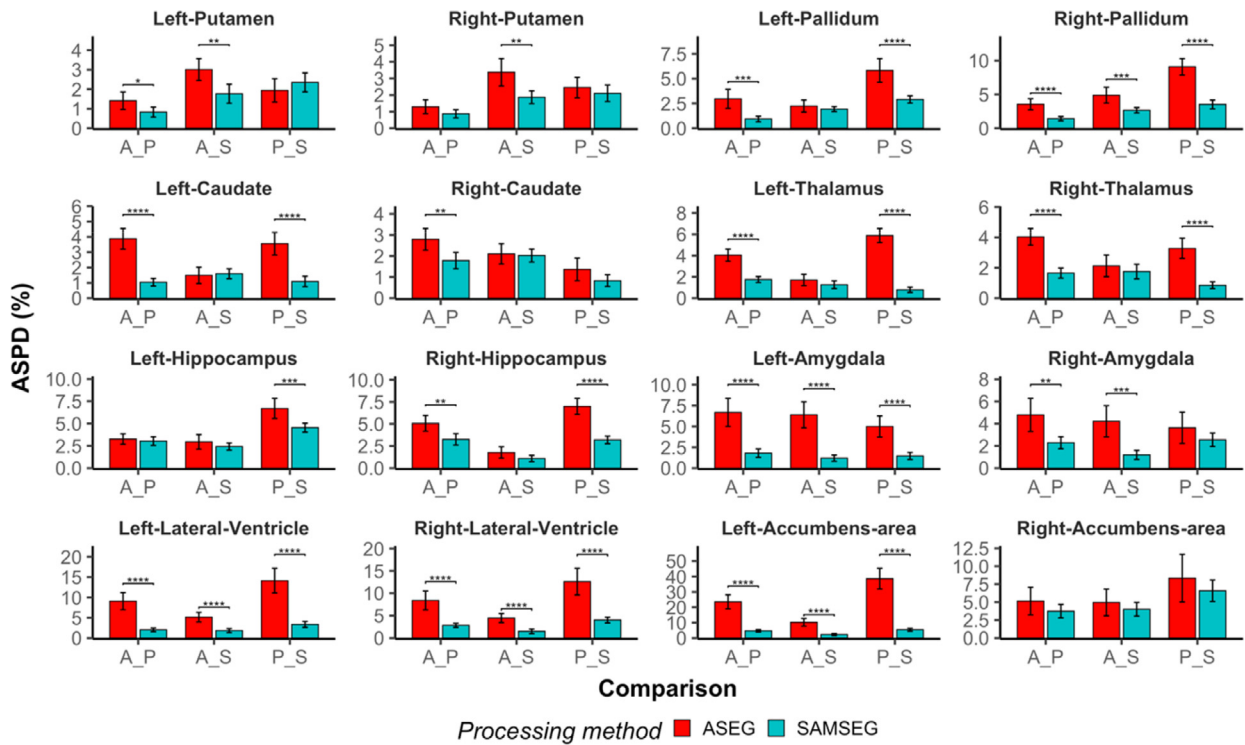 Left-Putamen Right-Putamen Left-Pallidum Right-Pallidum
* ** ** *** **** **** *** ****
4 3 2 1 0 5 4 3 2 1 0 7.5 5.0 2.5 0.0 10 5 0
A_P A_S P_S A_P A_S P_S A_P A_S P_S A_P A_S P_S
Left-Caudate Right-Caudate Left-Thalamus Right-Thalamus
**** **** ** **** **** **** ****
6 5 4 3 2 1 0 4 3 2 1 0 8 6 4 2 0 6 4 2 0
A_P A_S P_S A_P A_S P_S A_P A_S P_S A_P A_S P_S
ASPD (%)
Left-Hippocampus Right-Hippocampus Left-Amygdala Right-Amygdala
*** ** **** **** **** **** ** ***
10.0 7.5 5.0 2.5 0.0 10.0 7.5 5.0 2.5 0.0 10.0 7.5 5.0 2.5 0.0 8 6 4 2 0
A_P A_S P_S A_P A_S P_S A_P A_S P_S A_P A_S P_S
Left-Lateral-Ventricle Right-Lateral-Ventricle Left-Accumbens-area Right-Accumbens-area
**** **** **** **** **** **** **** **** ****
20 15 10 5 0 20 15 10 5 0 50 40 30 20 10 0 12.5 10.0 7.5 5.0 2.5 0.0
A_P A_S P_S A_P A_S P_S A_P A_S P_S A_P A_S P_S
Comparison
Processing method ASEG SAMSEG